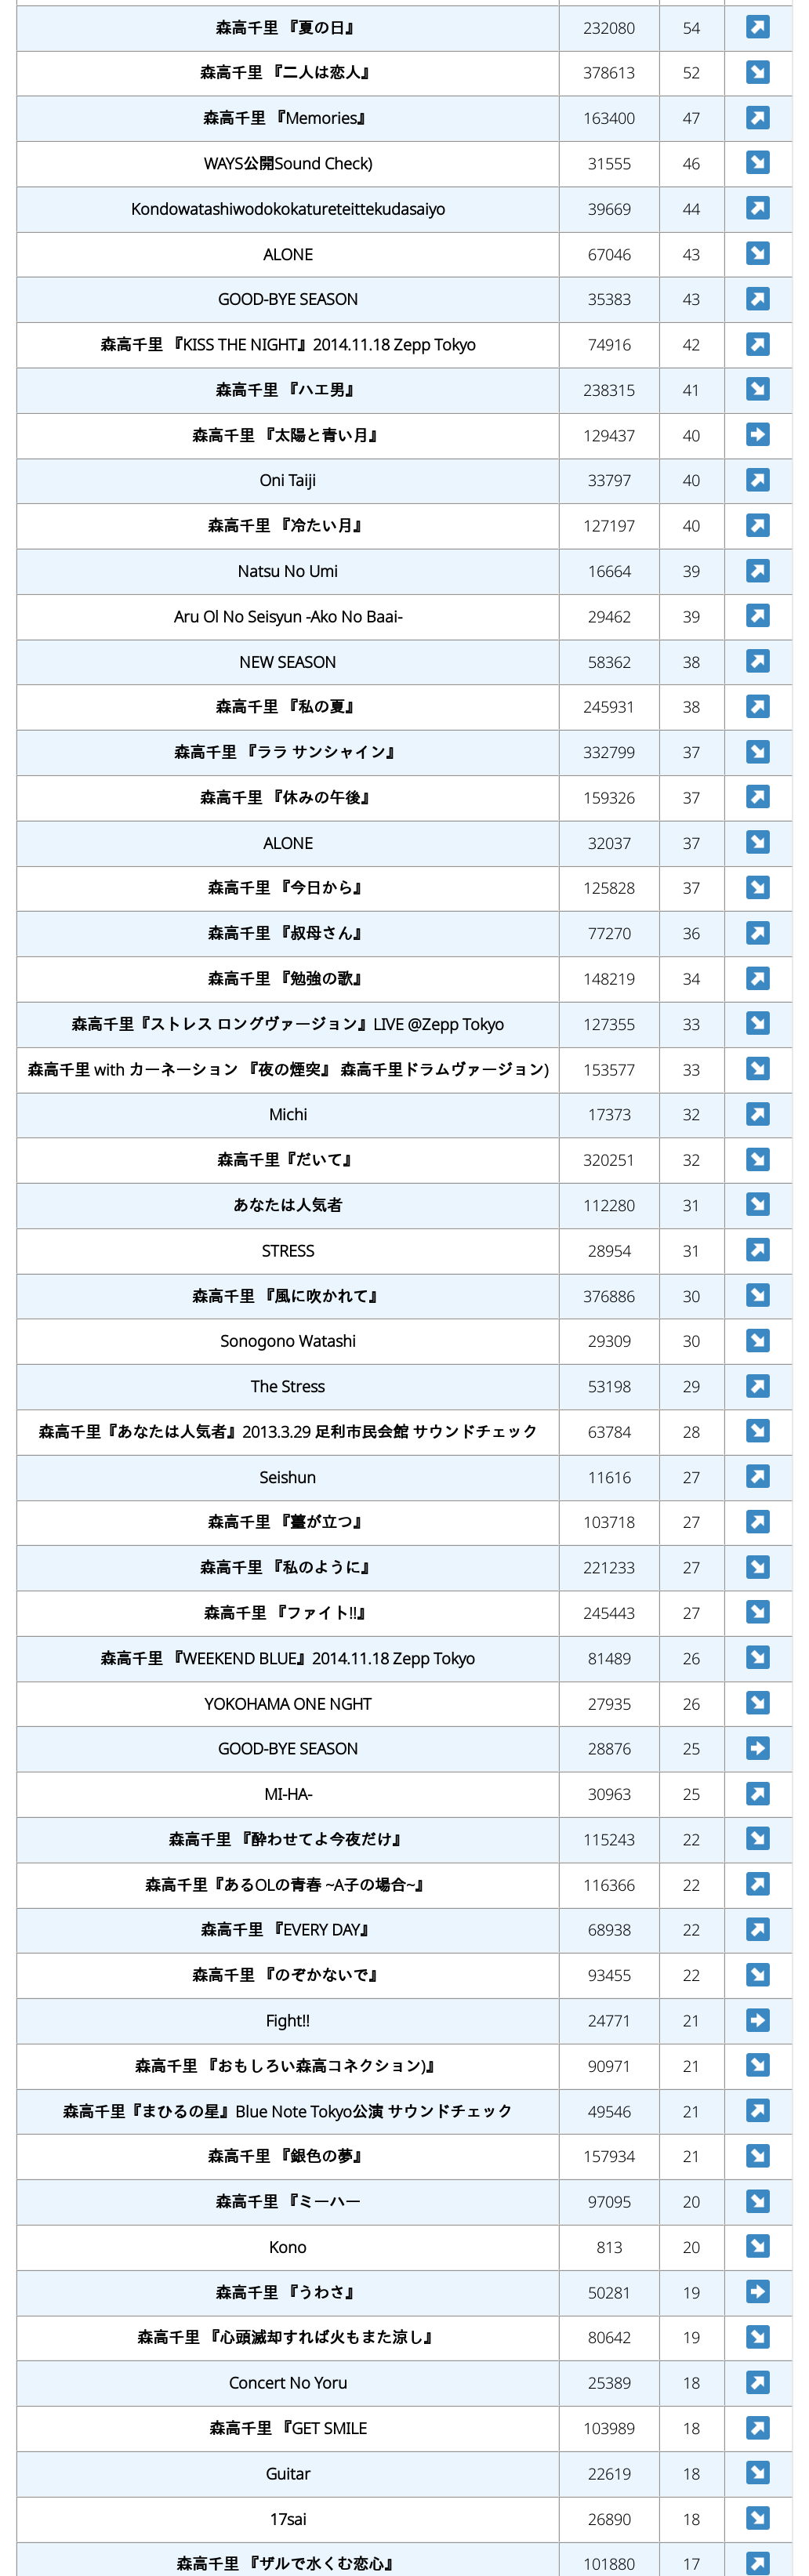 森高千里 『夏の日』 232080 54 ↗
森高千里 『二人は恋人』 378613 52 ↘
森高千里 『Memories』 163400 47 ↗
WAYS公開Sound Check) 31555 46 ↘
Kondowatashiwodokokatureteittekudasaiyo 39669 44 ↗
ALONE 67046 43 ↘
GOOD-BYE SEASON 35383 43 ↗
森高千里 『KISS THE NIGHT』2014.11.18 Zepp Tokyo 74916 42 ↗
森高千里 『ハエ男』 238315 41 ↘
森高千里 『太陽と青い月』 129437 40 ➡
Oni Taiji 33797 40 ↗
森高千里 『冷たい月』 127197 40 ↗
Natsu No Umi 16664 39 ↗
Aru Ol No Seisyun -Ako No Baai- 29462 39 ↗
NEW SEASON 58362 38 ↗
森高千里 『私の夏』 245931 38 ↗
森高千里 『ララ サンシャイン』 332799 37 ↘
森高千里 『休みの午後』 159326 37 ↗
ALONE 32037 37 ↘
森高千里 『今日から』 125828 37 ↘
森高千里 『叔母さん』 77270 36 ↗
森高千里 『勉強の歌』 148219 34 ↗
森高千里『ストレス ロングヴァージョン』LIVE @Zepp Tokyo 127355 33 ↘
森高千里 with カーネーション 『夜の煙突』 森高千里ドラムヴァージョン) 153577 33 ↘
Michi 17373 32 ↗
森高千里『だいて』 320251 32 ↘
あなたは人気者 112280 31 ↘
STRESS 28954 31 ↗
森高千里 『風に吹かれて』 376886 30 ↘
Sonogono Watashi 29309 30 ↘
The Stress 53198 29 ↗
森高千里『あなたは人気者』2013.3.29 足利市民会館 サウンドチェック 63784 28 ↘
Seishun 11616 27 ↗
森高千里 『薹が立つ』 103718 27 ↗
森高千里 『私のように』 221233 27 ↘
森高千里 『ファイト!!』 245443 27 ↘
森高千里 『WEEKEND BLUE』2014.11.18 Zepp Tokyo 81489 26 ↘
YOKOHAMA ONE NGHT 27935 26 ↘
GOOD-BYE SEASON 28876 25 ➡
MI-HA- 30963 25 ↗
森高千里 『酔わせてよ今夜だけ』 115243 22 ↘
森高千里『あるOLの青春 ~A子の場合~』 116366 22 ↗
森高千里 『EVERY DAY』 68938 22 ↗
森高千里 『のぞかないで』 93455 22 ↘
Fight!! 24771 21 ➡
森高千里 『おもしろい森高コネクション)』 90971 21 ↘
森高千里『まひるの星』Blue Note Tokyo公演 サウンドチェック 49546 21 ↗
森高千里 『銀色の夢』 157934 21 ↘
森高千里 『ミーハー 97095 20 ↘
Kono 813 20 ↘
森高千里 『うわさ』 50281 19 ➡
森高千里 『心頭滅却すれば火もまた涼し』 80642 19 ↘
Concert No Yoru 25389 18 ↗
森高千里 『GET SMILE 103989 18 ↗
Guitar 22619 18 ↘
17sai 26890 18 ↘
森高千里 『ザルで水くむ恋心』 101880 17 ↗